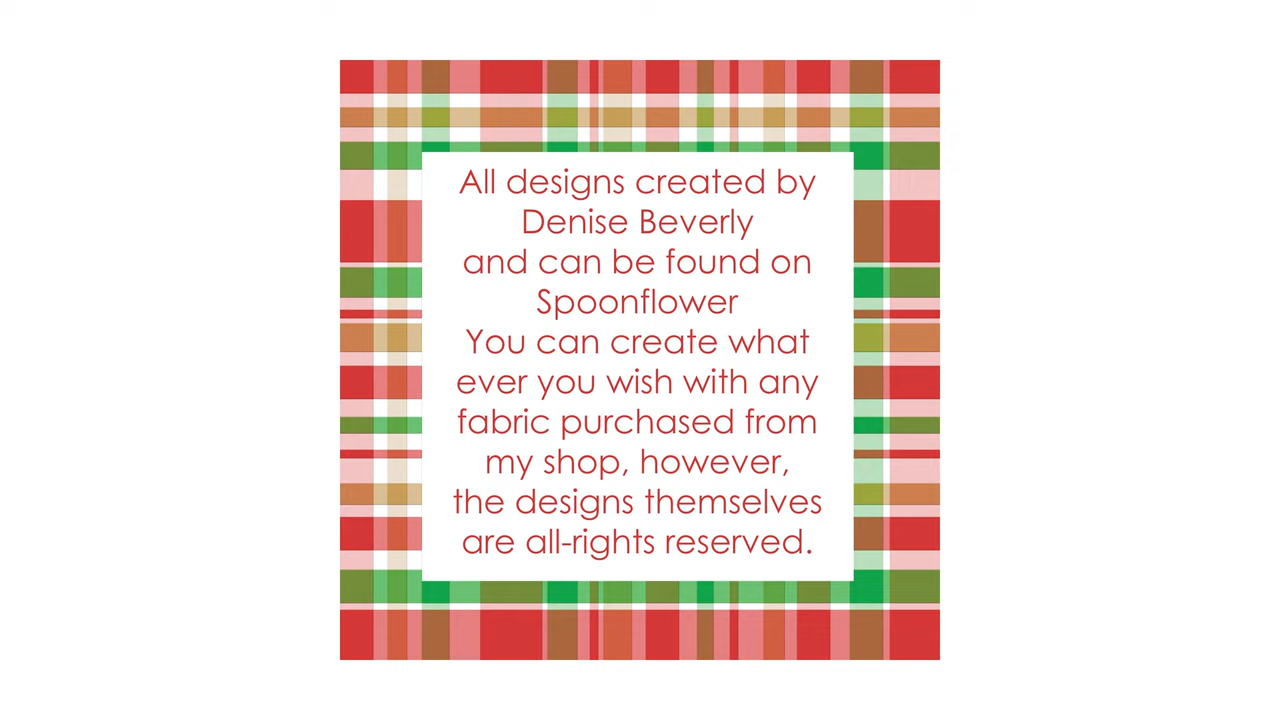 All designs created by
Denise Beverly
and can be found on
Spoonflower
You can create what
ever you wish with any
fabric purchased from
my shop, however,
the designs themselves
are all-rights reserved.